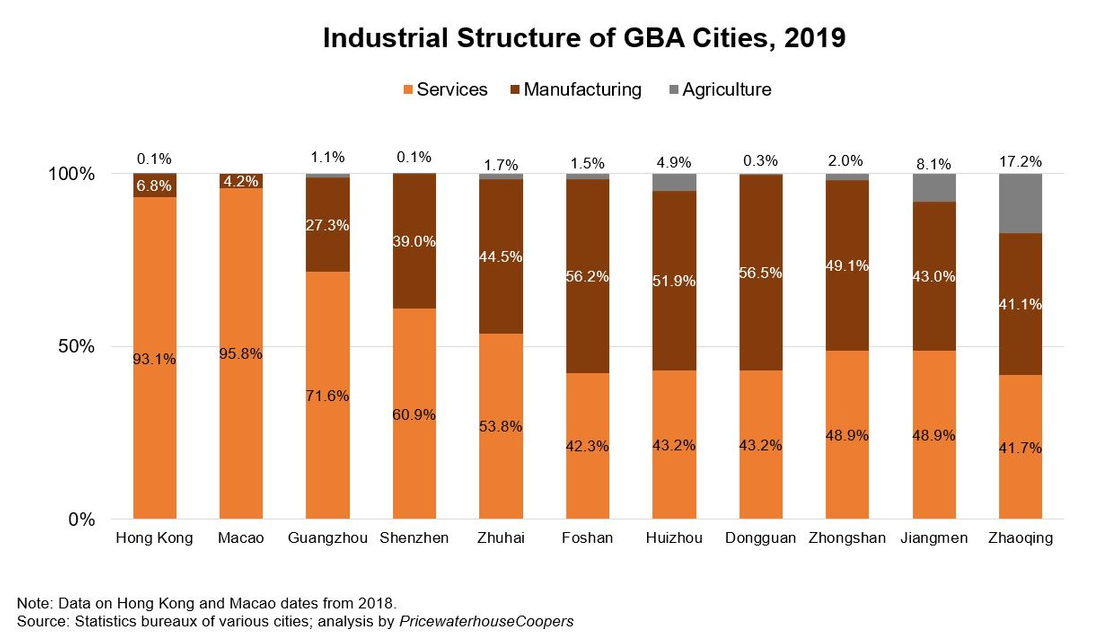 Industrial Structure of GBA Cities, 2019
Services Manufacturing Agriculture
0.1% 1.1% 0.1% 1.7% 1.5% 4.9% 0.3% 2.0% 8.1% 17.2%
100%
6.8% 4.2%
27.3% 39.0% 44.5% 56.2% 51.9% 56.5% 49.1% 43.0% 41.1%
50%
93.1% 95.8% 71.6% 60.9% 53.8% 42.3% 43.2% 43.2% 48.9% 48.9% 41.7%
0%
Hong Kong Macao Guangzhou Shenzhen Zhuhai Foshan Huizhou Dongguan Zhongshan Jiangmen Zhaoqing
Note: Data on Hong Kong and Macao dates from 2018.
Source: Statistics bureaux of various cities; analysis by PricewaterhouseCoopers